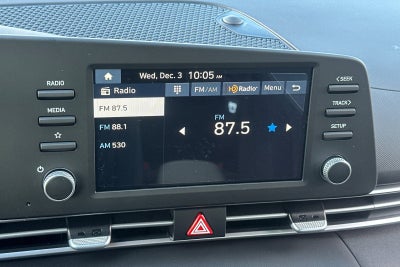 Wed, Dec. 3 10:05 AM
Radio FM/AM HD Radio Menu
FM 87.5
FM 88.1
AM 530
FM
87.5
RADIO
MEDIA
< SEEK
TRACK >
SETUP